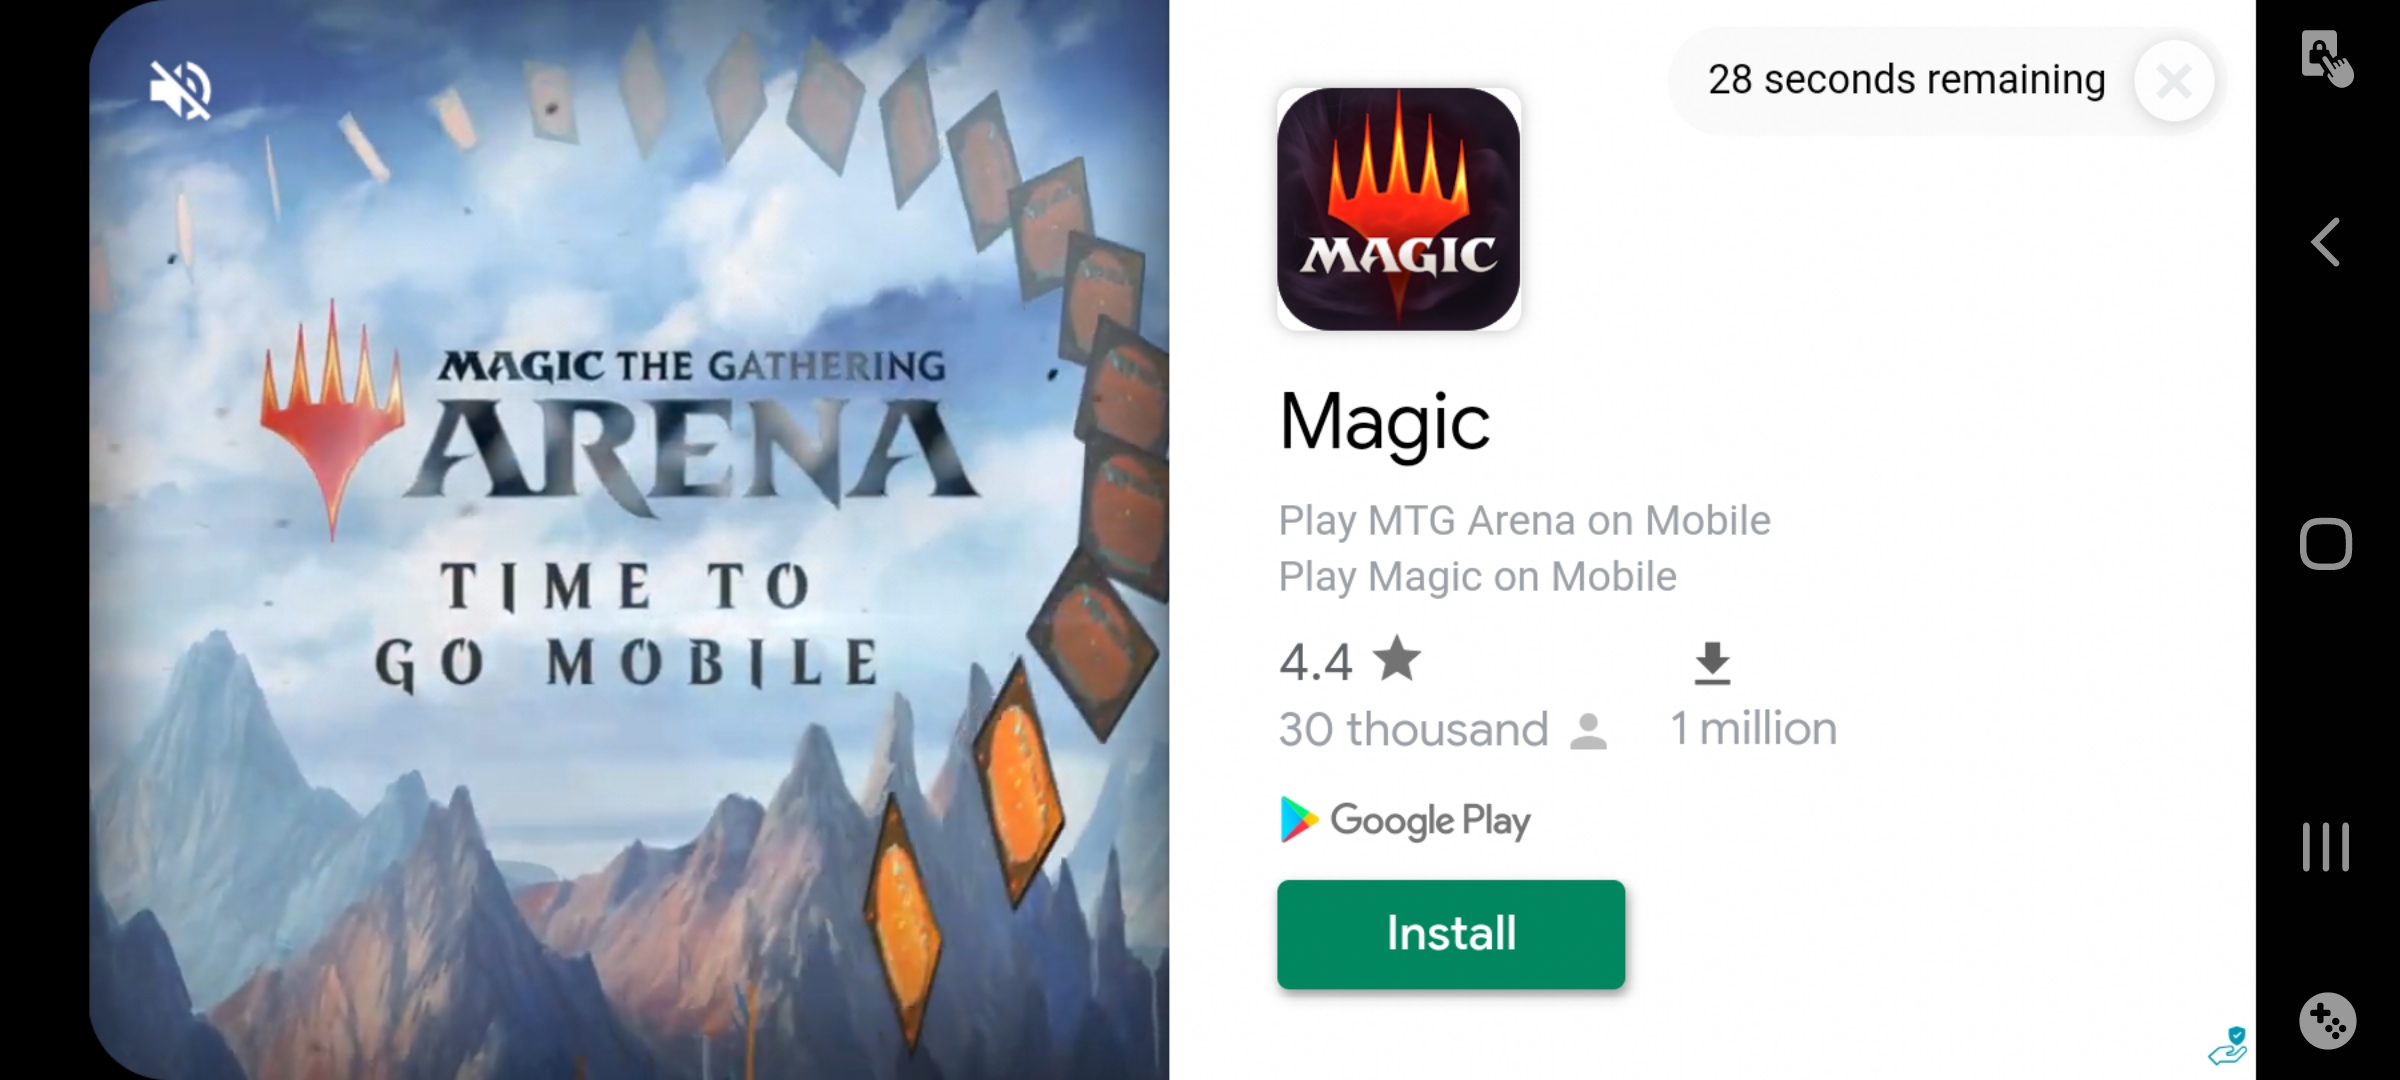 MAGIC THE GATHERING
ARENA
TIME TO
GO MOBILE
28 seconds remaining
MAGIC
Magic
Play MTG Arena on Mobile
Play Magic on Mobile
4.4
30 thousand
1 million
Google Play
Install